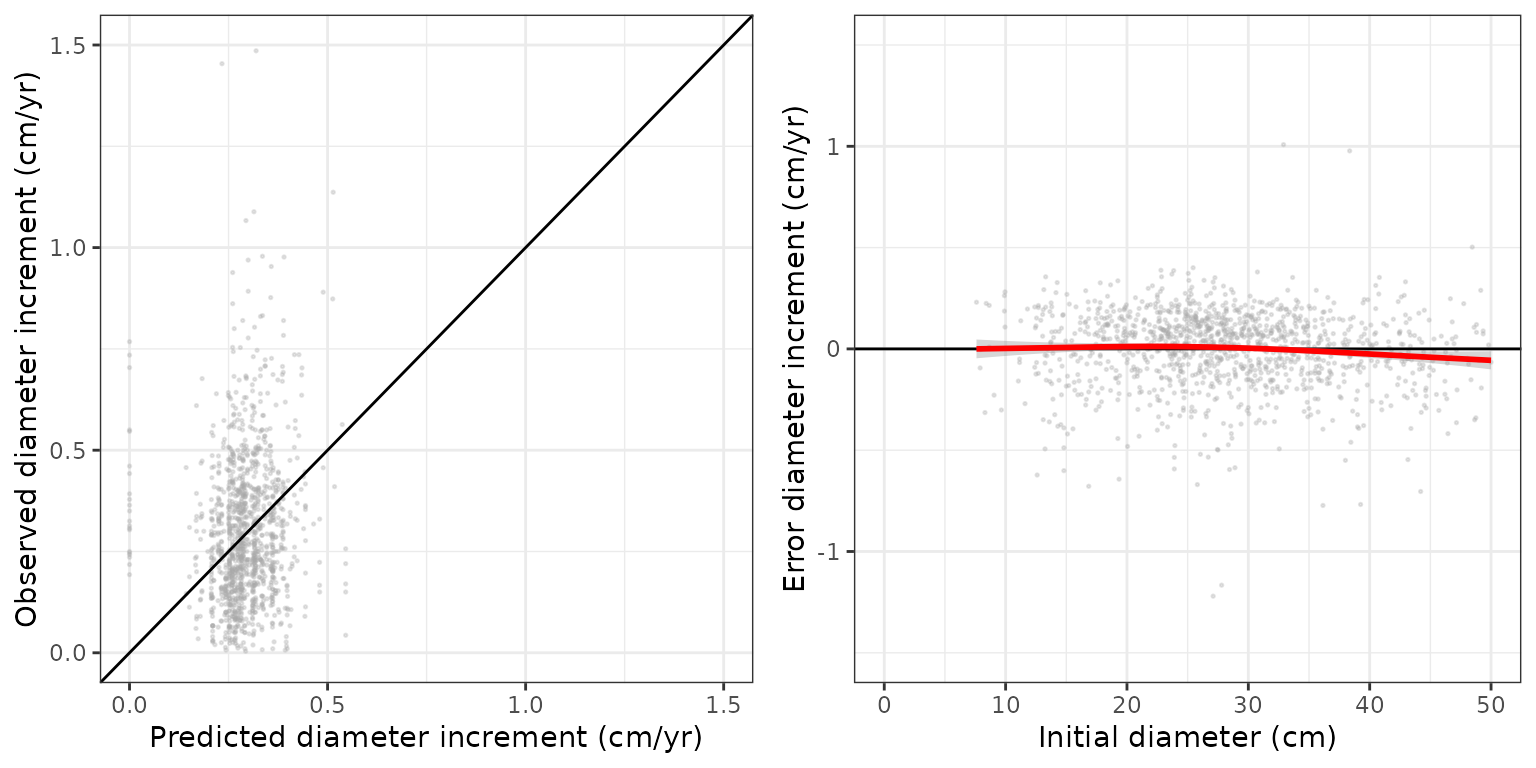 Observed diameter increment (cm/yr)
1.5
1.0
0.5
0.0
0.0 0.5 1.0 1.5
Predicted diameter increment (cm/yr)
Error diameter increment (cm/yr)
1
0
-1
0 10 20 30 40 50
Initial diameter (cm)